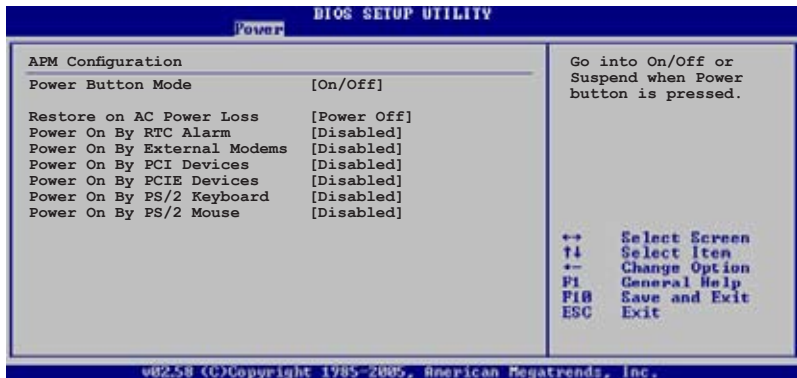 BIOS SETUP UTILITY
Power
APM Configuration
Power Button Mode [On/Off]
Restore on AC Power Loss [Power Off]
Power On By RTC Alarm [Disabled]
Power On By External Modems [Disabled]
Power On By PCI Devices [Disabled]
Power On By PCIE Devices [Disabled]
Power On By PS/2 Keyboard [Disabled]
Power On By PS/2 Mouse [Disabled]
Go into On/Off or
Suspend when Power
button is pressed.
↔ Select Screen
↑↓ Select Item
+- Change Option
F1 General Help
F10 Save and Exit
ESC Exit
v02.58 (C)Copyright 1985-2005, American Megatrends, Inc.